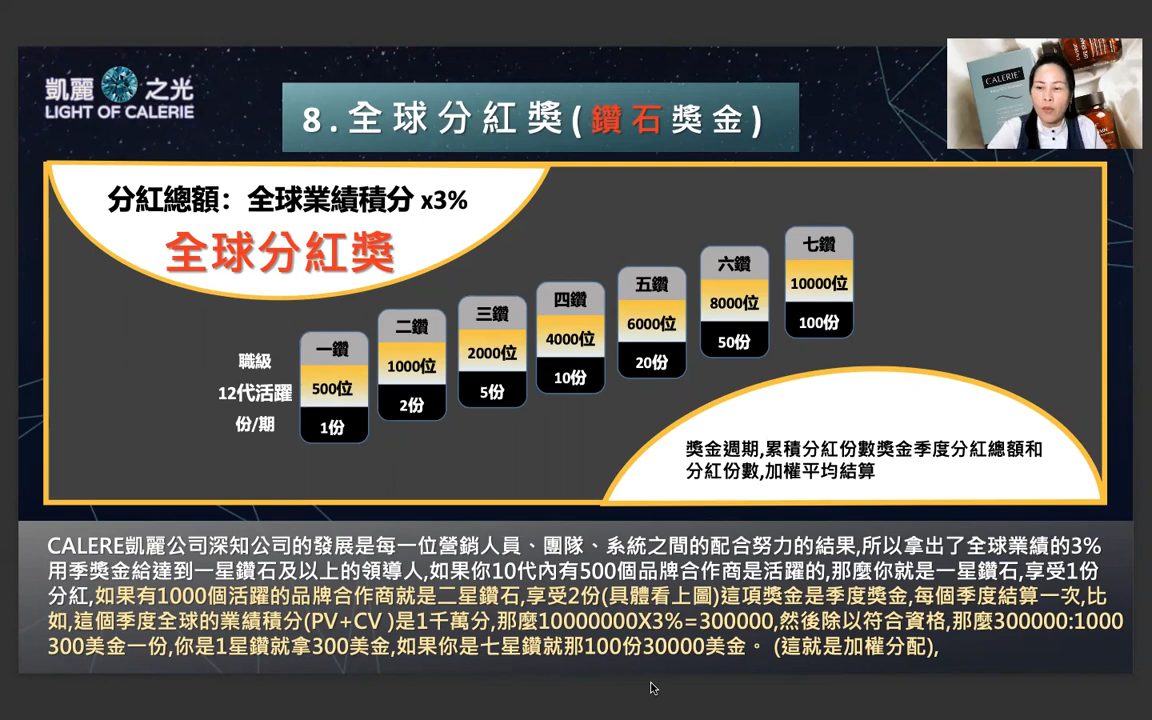 凱麗之光
LIGHT OF CALERIE
8.全球分紅獎(鑽石獎金)
CALERIE
分紅總額：全球業績積分 x3%
全球分紅獎
職級
12代活躍
份/期
一鑽
500位
1份
二鑽
1000位
2份
三鑽
2000位
5份
四鑽
4000位
10份
五鑽
6000位
20份
六鑽
8000位
50份
七鑽
10000位
100份
獎金週期,累積分紅份數獎金季度分紅總額和
分紅份數,加權平均結算
CALERE凱麗公司深知公司的發展是每一位營銷人員、團隊、系統之間的配合努力的結果,所以拿出了全球業績的3%
用季獎金給達到一星鑽石及以上的領導人,如果你10代內有500個品牌合作商是活躍的,那麼你就是一星鑽石,享受1份
分紅,如果有1000個活躍的品牌合作商就是二星鑽石,享受2份(具體看上圖)這項獎金是季度獎金,每個季度結算一次,比
如,這個季度全球的業績積分(PV+CV )是1千萬分,那麼10000000X3%=300000,然後除以符合資格,那麼300000:1000
300美金一份,你是1星鑽就拿300美金,如果你是七星鑽就那100份30000美金。 (這就是加權分配),